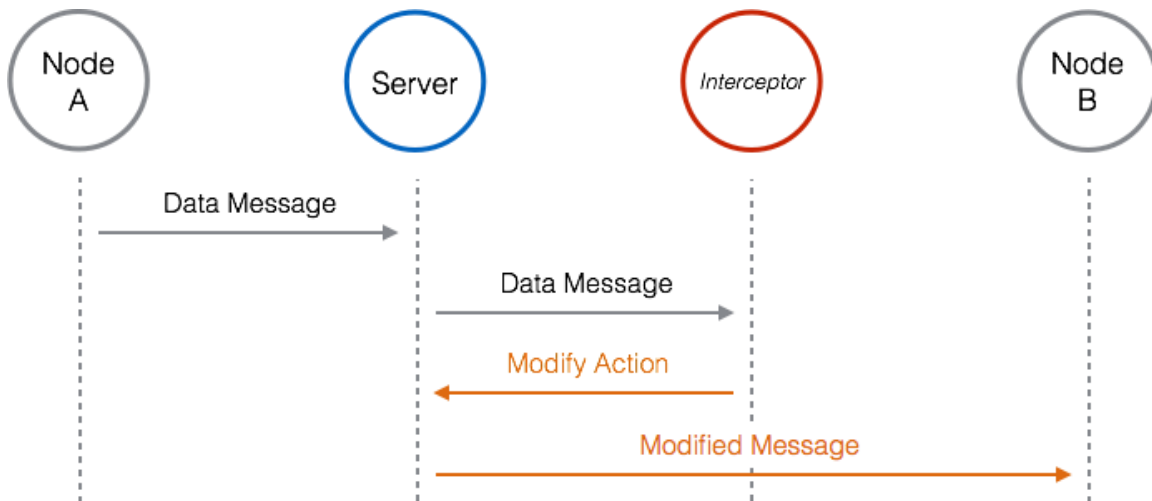 Node
A
Server
Interceptor
Node
B
Data Message
Data Message
Modify Action
Modified Message